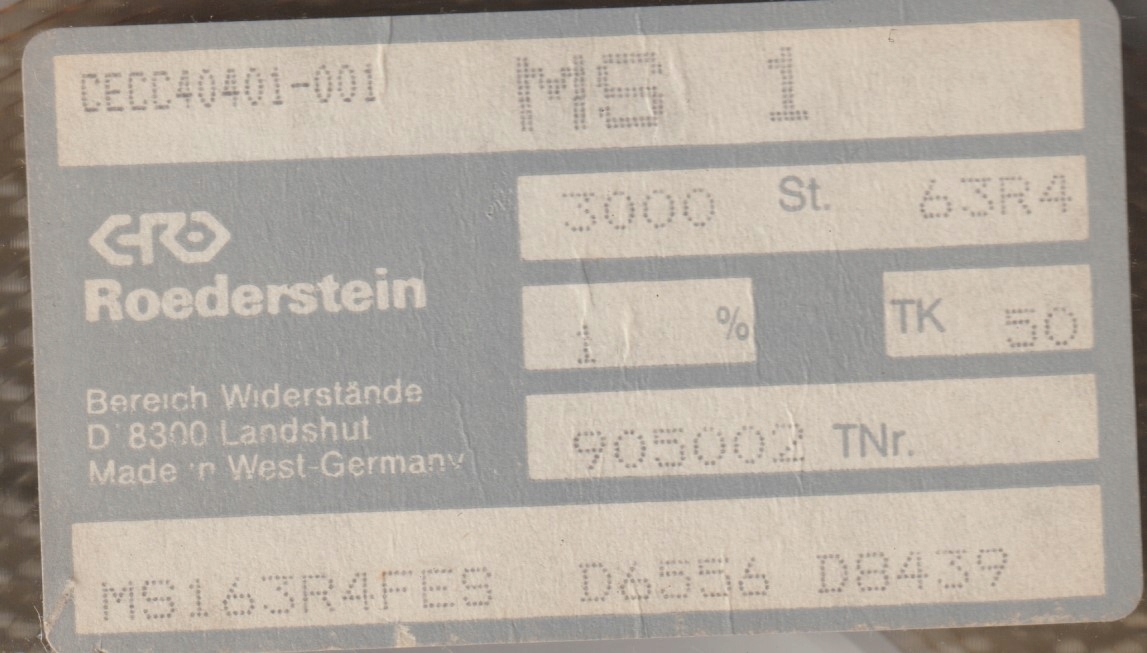 CECC40401-001 MS 1
3000 St. 63R4
ERO
Roederstein
1 % TK 50
Bereich Widerstände
D 8300 Landshut
Made in West-Germany
905002 TNr.
MS163R4FES D6556 D8439